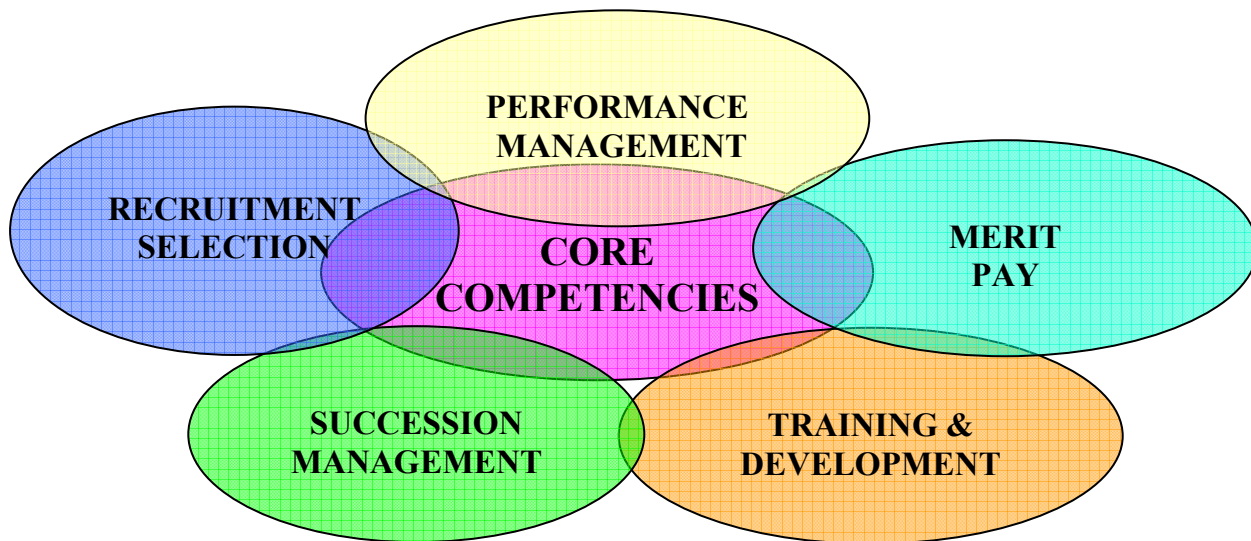 PERFORMANCE
MANAGEMENT
RECRUITMENT
SELECTION
CORE
COMPETENCIES
MERIT
PAY
SUCCESSION
MANAGEMENT
TRAINING &
DEVELOPMENT